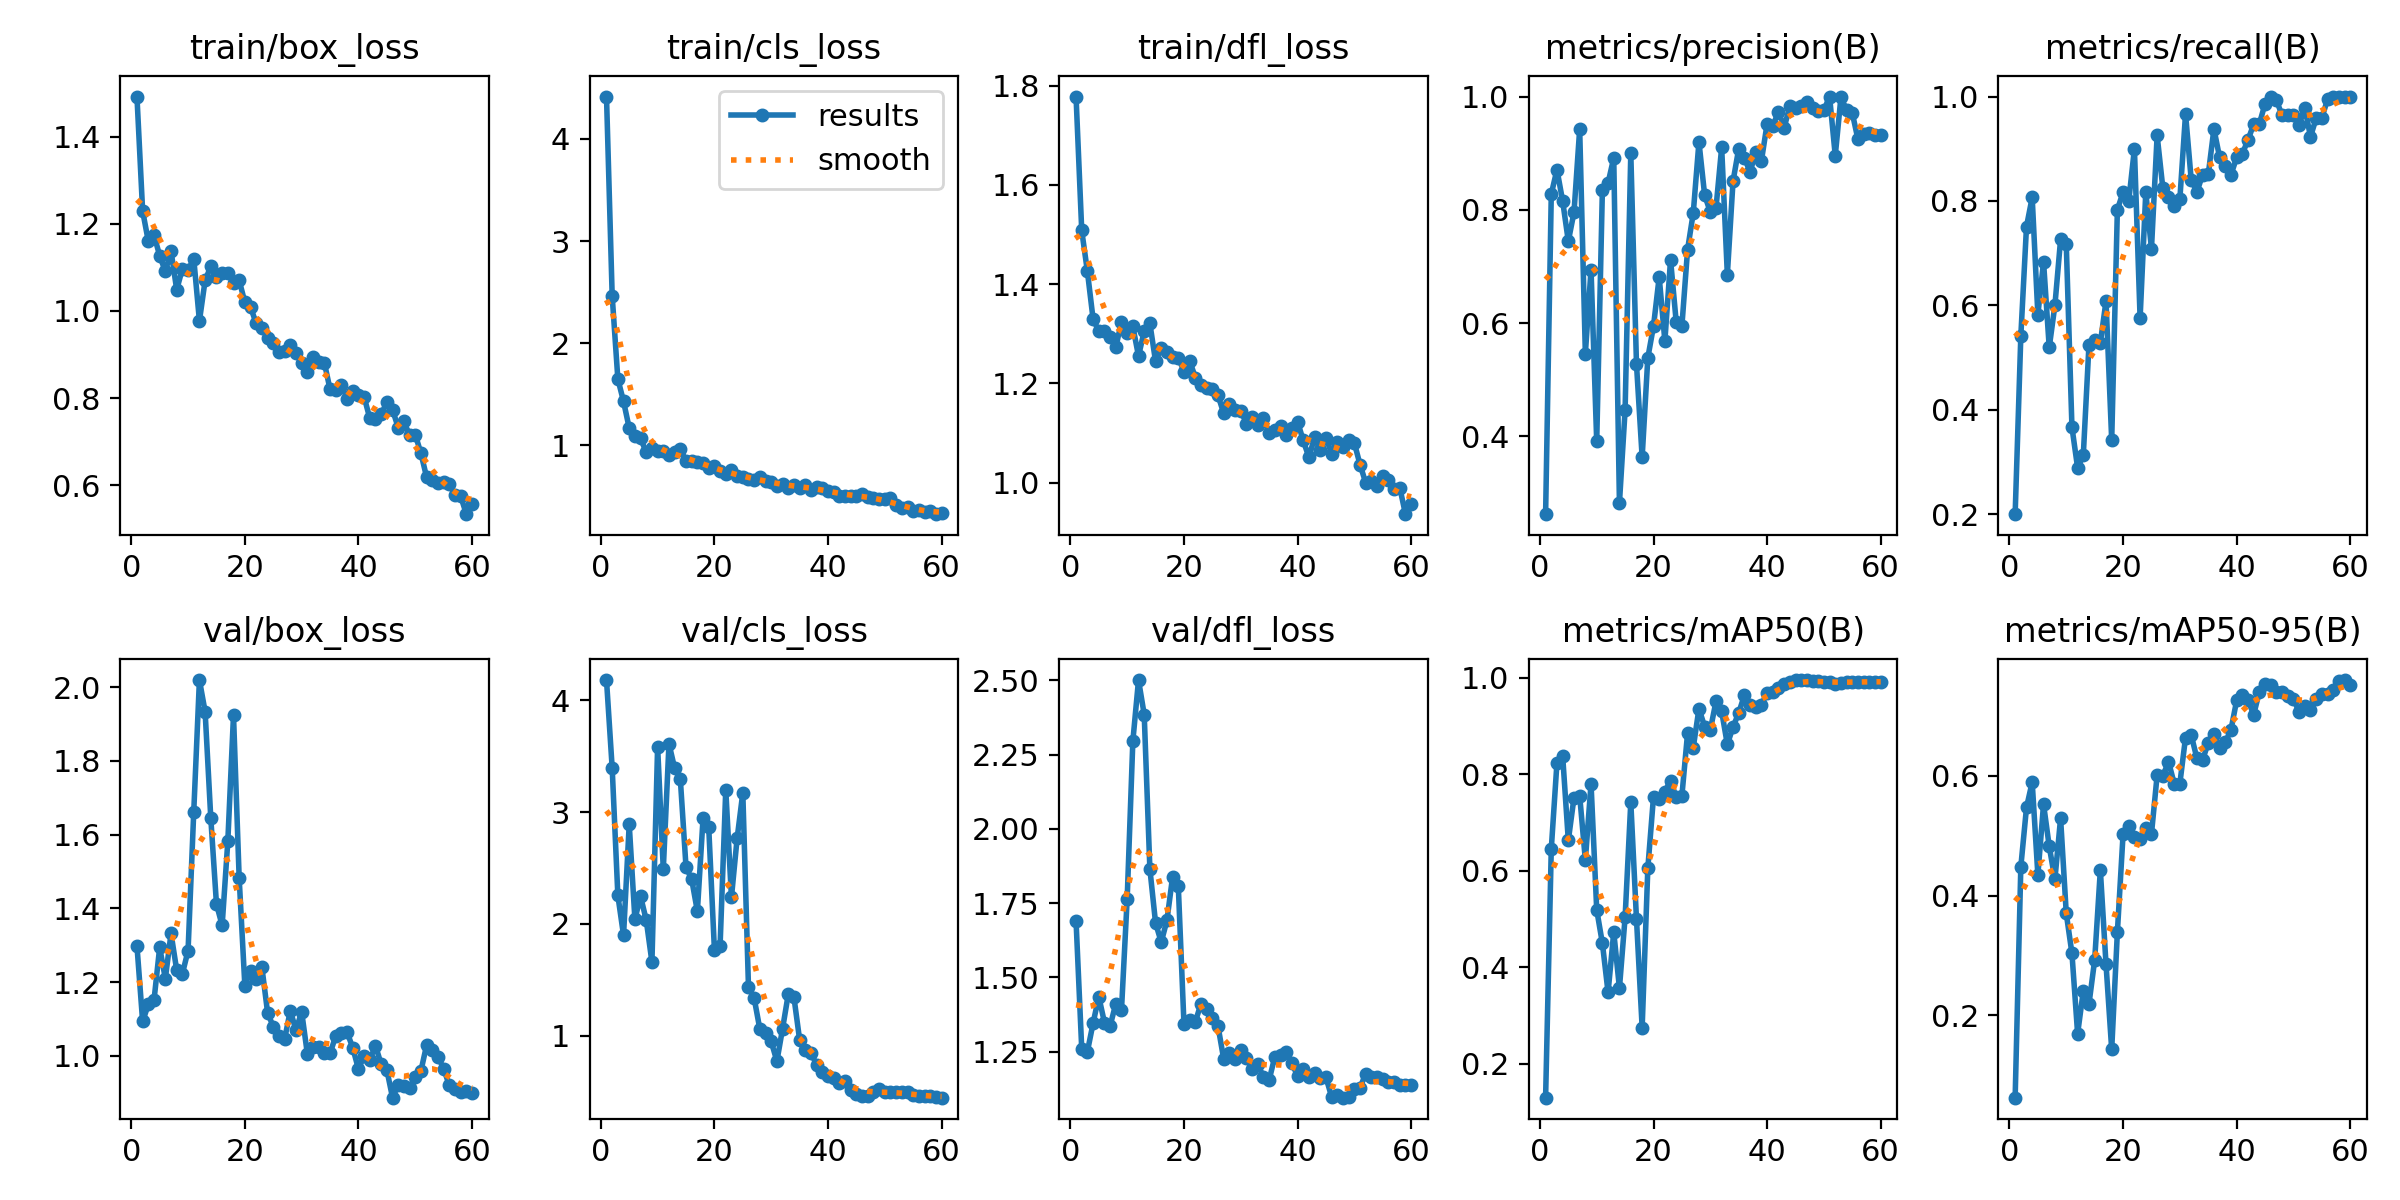 train/box_loss
1.4
1.2
1.0
0.8
0.6
0 20 40 60
train/cls_loss
results
smooth
4
3
2
1
0 20 40 60
train/dfl_loss
1.8
1.6
1.4
1.2
1.0
0 20 40 60
metrics/precision(B)
1.0
0.8
0.6
0.4
0 20 40 60
metrics/recall(B)
1.0
0.8
0.6
0.4
0.2
0 20 40 60
val/box_loss
2.0
1.8
1.6
1.4
1.2
1.0
0 20 40 60
val/cls_loss
4
3
2
1
0 20 40 60
val/dfl_loss
2.50
2.25
2.00
1.75
1.50
1.25
0 20 40 60
metrics/mAP50(B)
1.0
0.8
0.6
0.4
0.2
0 20 40 60
metrics/mAP50-95(B)
0.6
0.4
0.2
0 20 40 60